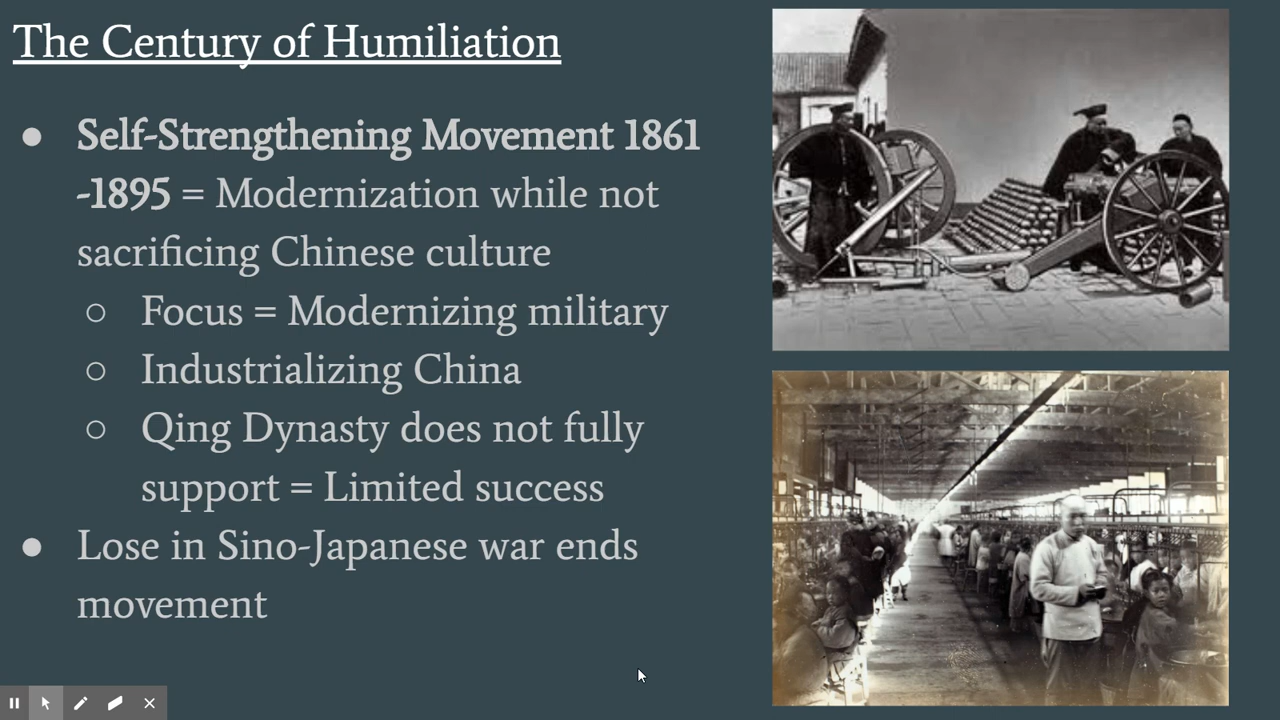 The Century of Humiliation
● Self-Strengthening Movement 1861
-1895 = Modernization while not
sacrificing Chinese culture
○ Focus = Modernizing military
○ Industrializing China
○ Qing Dynasty does not fully
support = Limited success
● Lose in Sino-Japanese war ends
movement